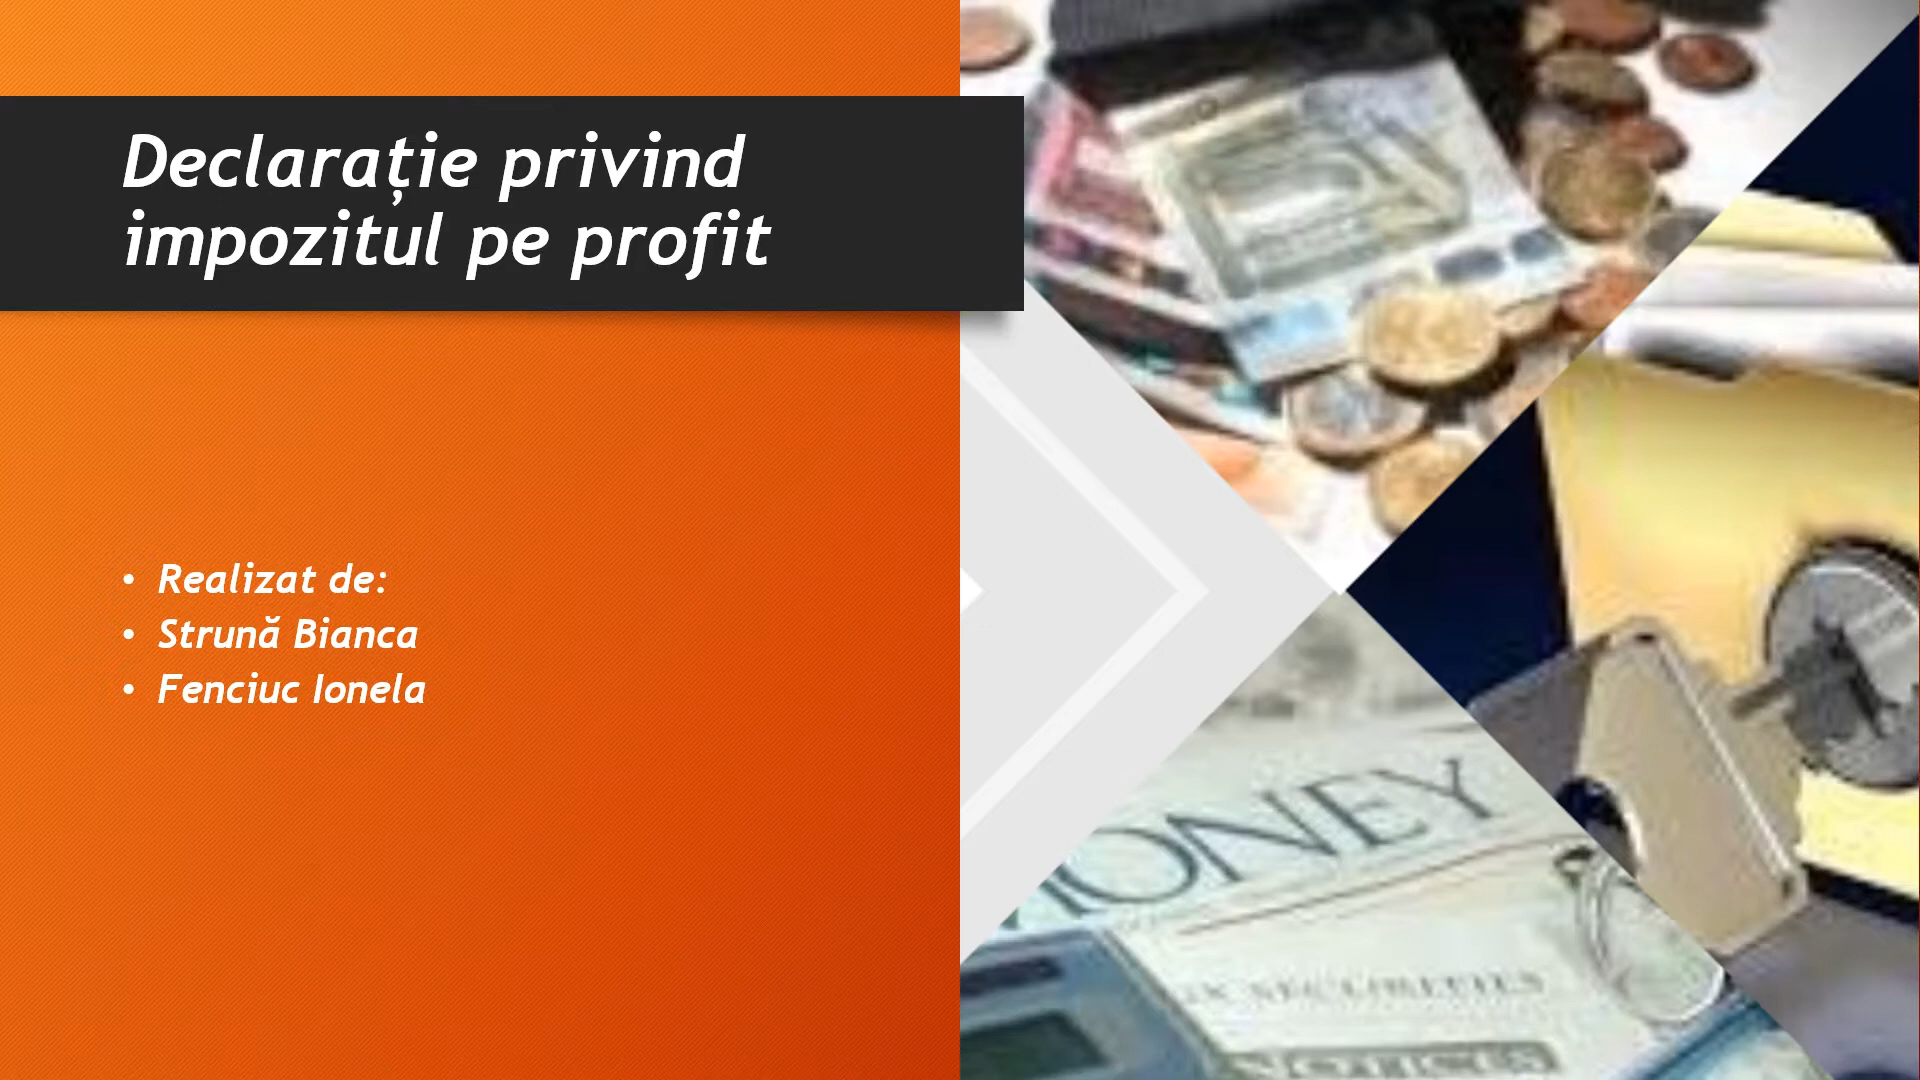 Declarație privind
impozitul pe profit
• Realizat de:
• Strună Bianca
• Fenciuc Ionela
MONEY